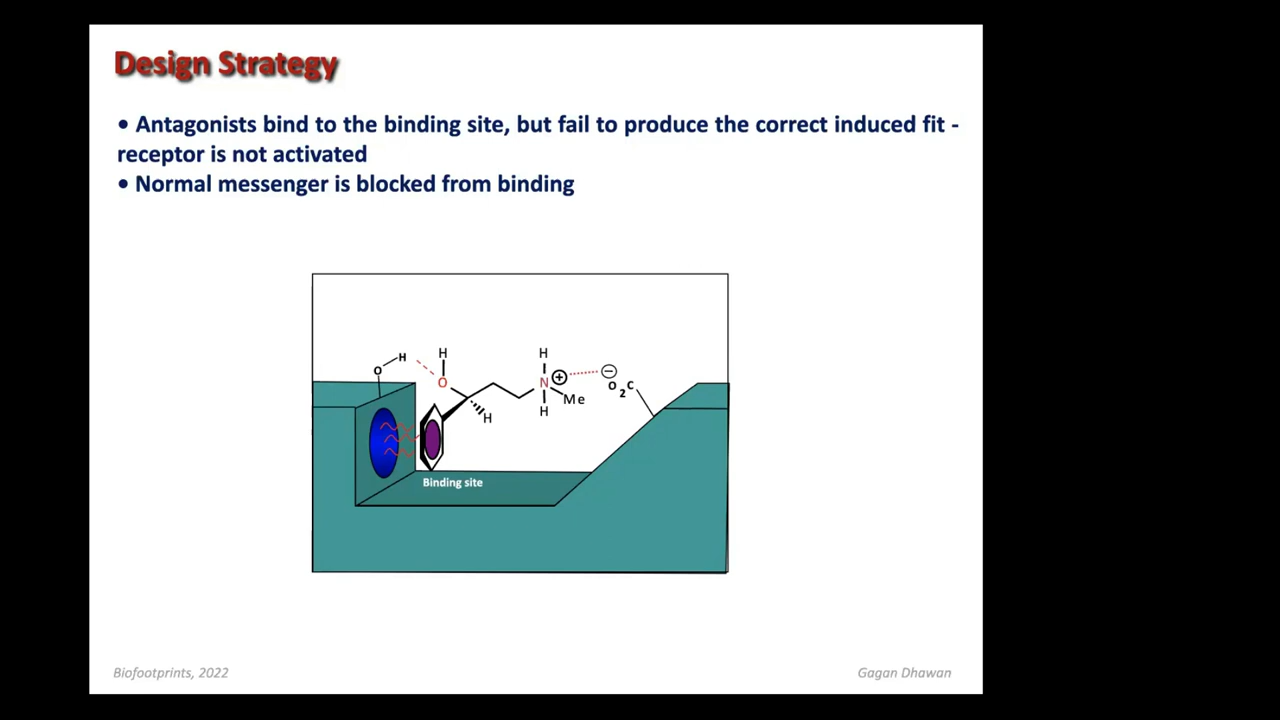 Design Strategy
• Antagonists bind to the binding site, but fail to produce the correct induced fit -
receptor is not activated
• Normal messenger is blocked from binding
H
H
H
O
O
N
⊕
⊖
O
2
C
Me
H
H
Binding site
Biofootprints, 2022
Gagan Dhawan